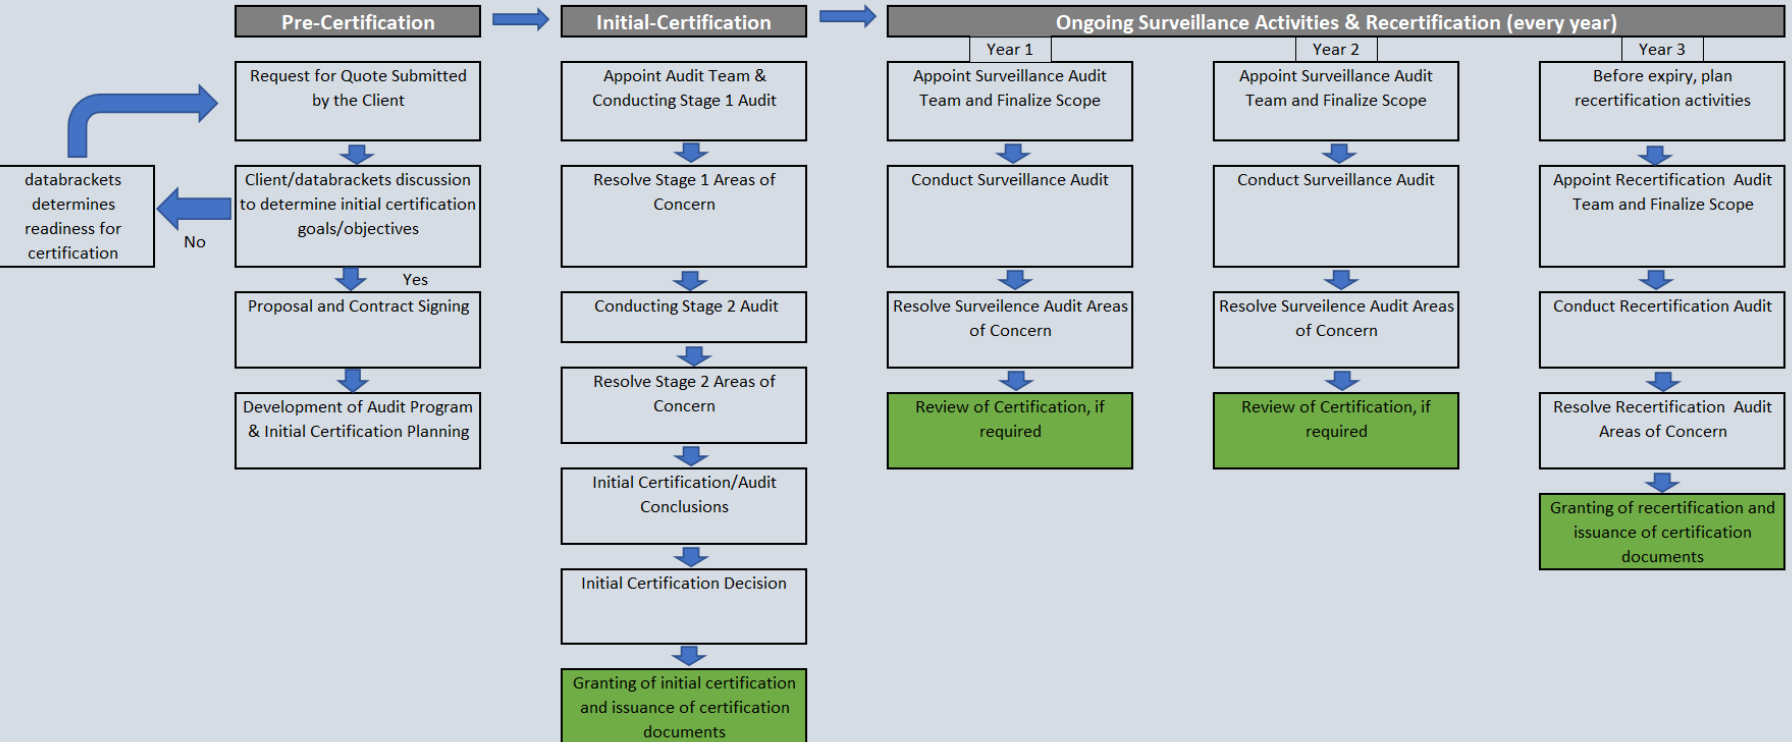 Pre-Certification
Initial-Certification
Ongoing Surveillance Activities & Recertification (every year)
Year 1
Year 2
Year 3
Request for Quote Submitted
by the Client
databrackets
determines
readiness for
certification
No
Client/databrackets discussion
to determine initial certification
goals/objectives
Yes
Proposal and Contract Signing
Development of Audit Program
& Initial Certification Planning
Appoint Audit Team &
Conducting Stage 1 Audit
Resolve Stage 1 Areas of
Concern
Conducting Stage 2 Audit
Resolve Stage 2 Areas of
Concern
Initial Certification/Audit
Conclusions
Initial Certification Decision
Granting of initial certification
and issuance of certification
documents
Appoint Surveillance Audit
Team and Finalize Scope
Conduct Surveillance Audit
Resolve Surveilence Audit Areas
of Concern
Review of Certification, if
required
Appoint Surveillance Audit
Team and Finalize Scope
Conduct Surveillance Audit
Resolve Surveilence Audit Areas
of Concern
Review of Certification, if
required
Before expiry, plan
recertification activities
Appoint Recertification Audit
Team and Finalize Scope
Conduct Recertification Audit
Resolve Recertification Audit
Areas of Concern
Granting of recertification and
issuance of certification
documents